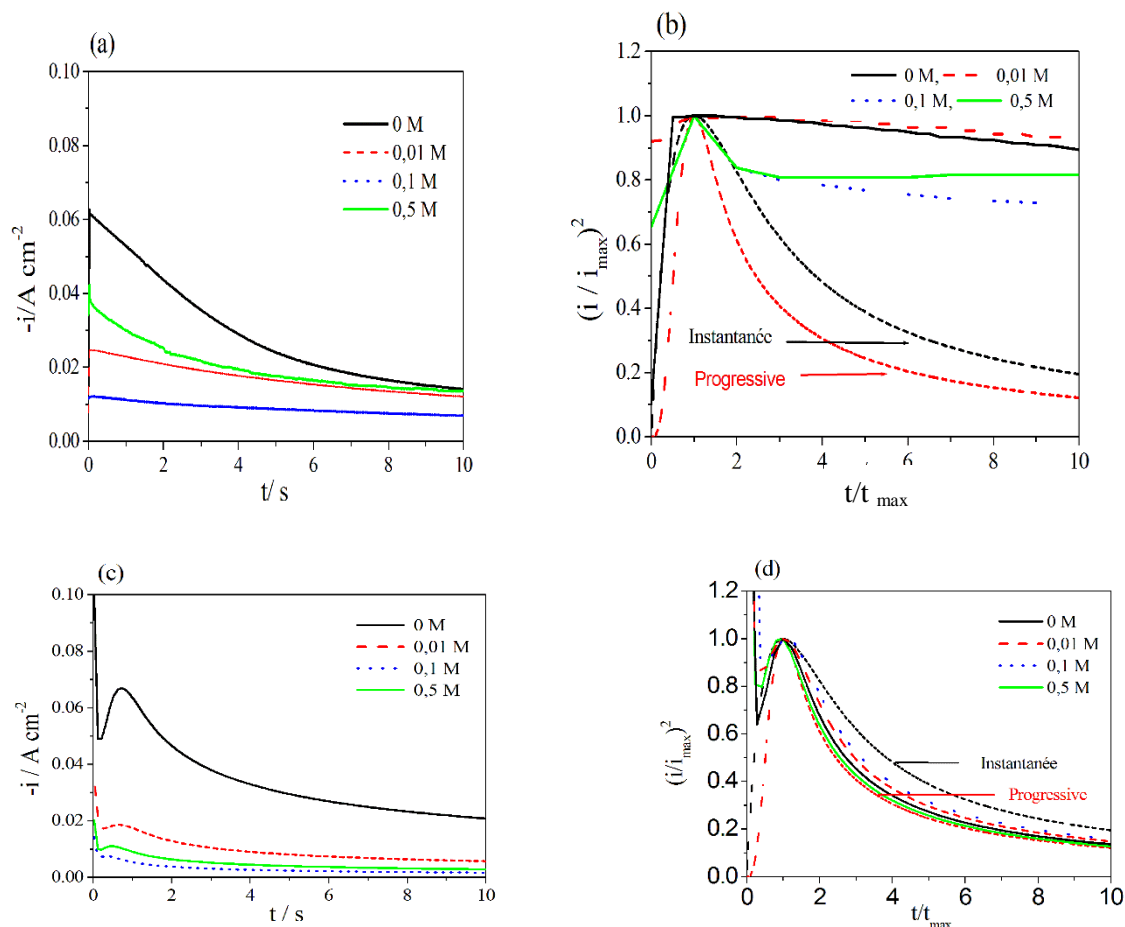 (a)
0.10
0.08
0.06
0.04
0.02
0.00
-i/A cm-2
0 M
0,01 M
0,1 M
0,5 M
0 2 4 6 8 10
t/ s
(b)
1.2
1.0
0.8
0.6
0.4
0.2
0.0
(i / imax)2
0 M, 0,01 M
0,1 M, 0,5 M
Instantanée
Progressive
0 2 4 6 8 10
t/t max
(c)
0.10
0.08
0.06
0.04
0.02
0.00
-i / A cm-2
0 M
0,01 M
0,1 M
0,5 M
0 2 4 6 8 10
t / s
(d)
1.2
1.0
0.8
0.6
0.4
0.2
0.0
(i/imax)2
0 M
0,01 M
0,1 M
0,5 M
Instantanée
Progressive
0 2 4 6 8 10
t/tmax